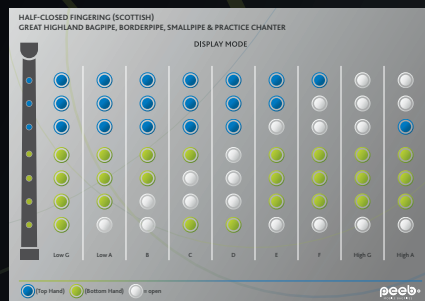 HALF-CLOSED FINGERING (SCOTTISH)
GREAT HIGHLAND BAGPIPE, BORDERPIPE, SMALLPIPE & PRACTICE CHANTER
DISPLAY MODE
Low G Low A B C D E F High G High A
(Top Hand) (Bottom Hand) = open
peeb